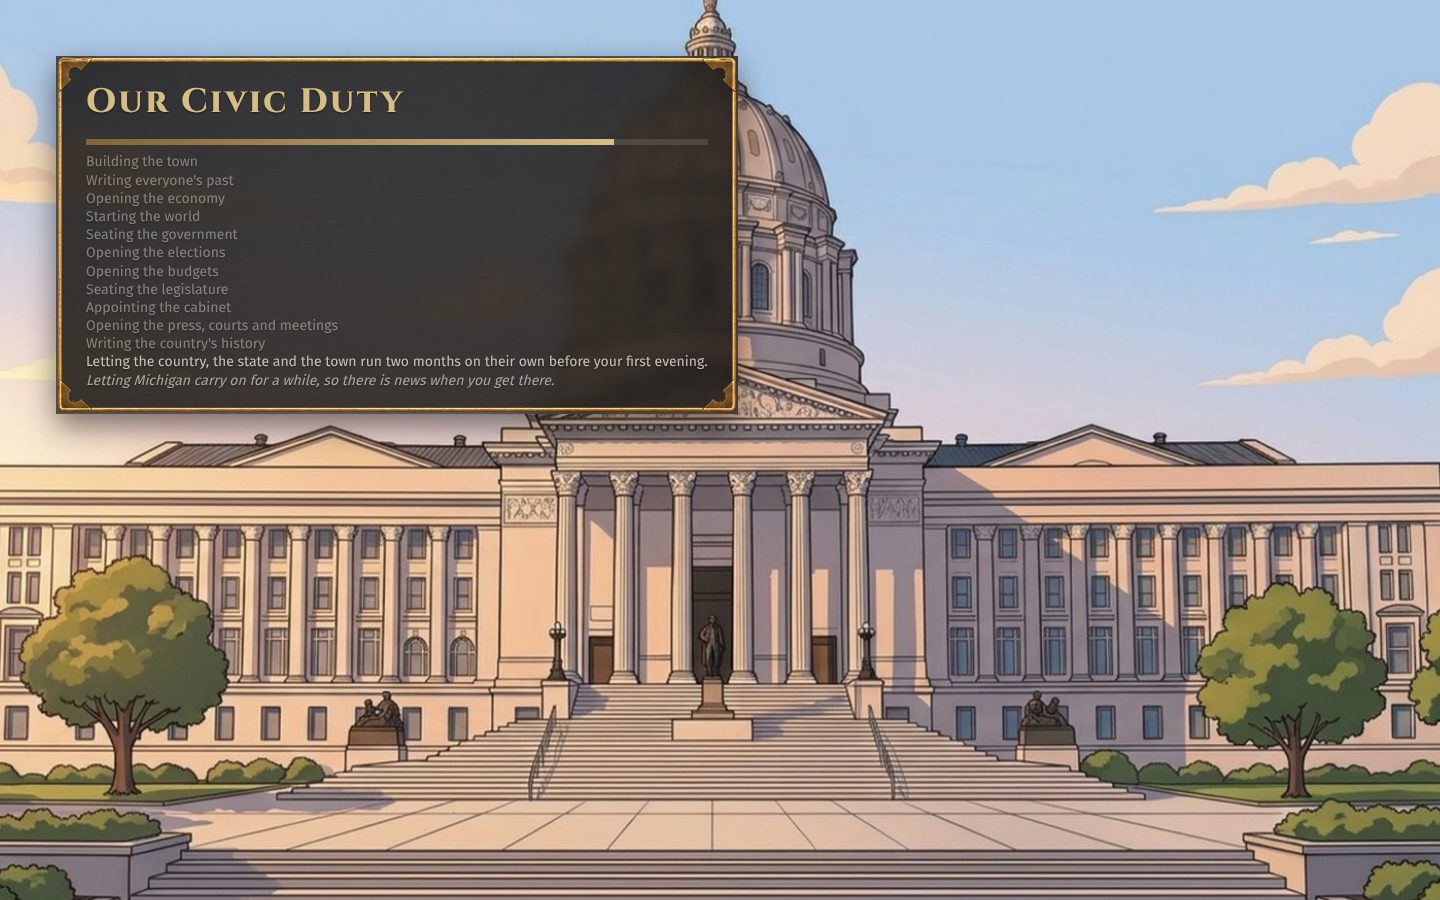 Our Civic Duty
Building the town
Writing everyone's past
Opening the economy
Starting the world
Seating the government
Opening the elections
Opening the budgets
Seating the legislature
Appointing the cabinet
Opening the press, courts and meetings
Writing the country's history
Letting the country, the state and the town run two months on their own before your first evening.
Letting Michigan carry on for a while, so there is news when you get there.